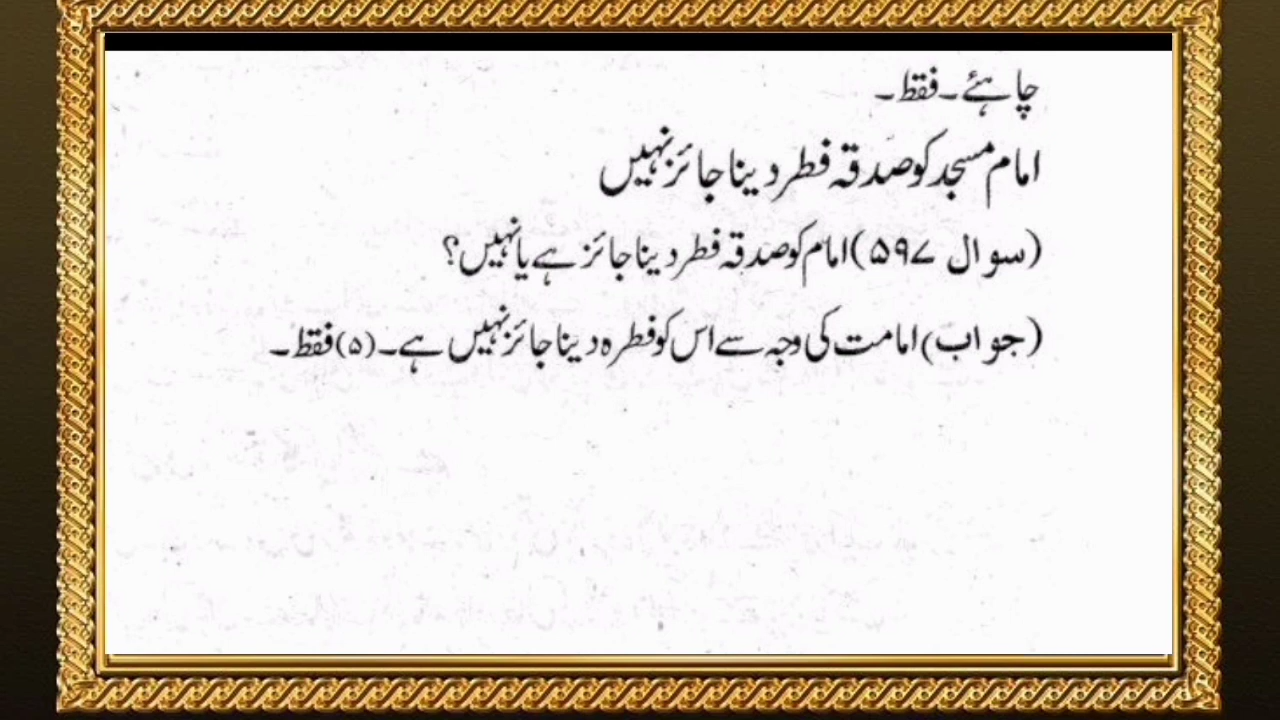 چاہئے۔ فقط۔
امام مسجد کو صدقہ فطر دینا جائز نہیں
(سوال ۵۹۷) امام کو صدقہ فطر دینا جائز ہے یا نہیں؟
(جواب) امامت کی وجہ سے اس کو فطرہ دینا جائز نہیں ہے۔ (۵) فقط۔